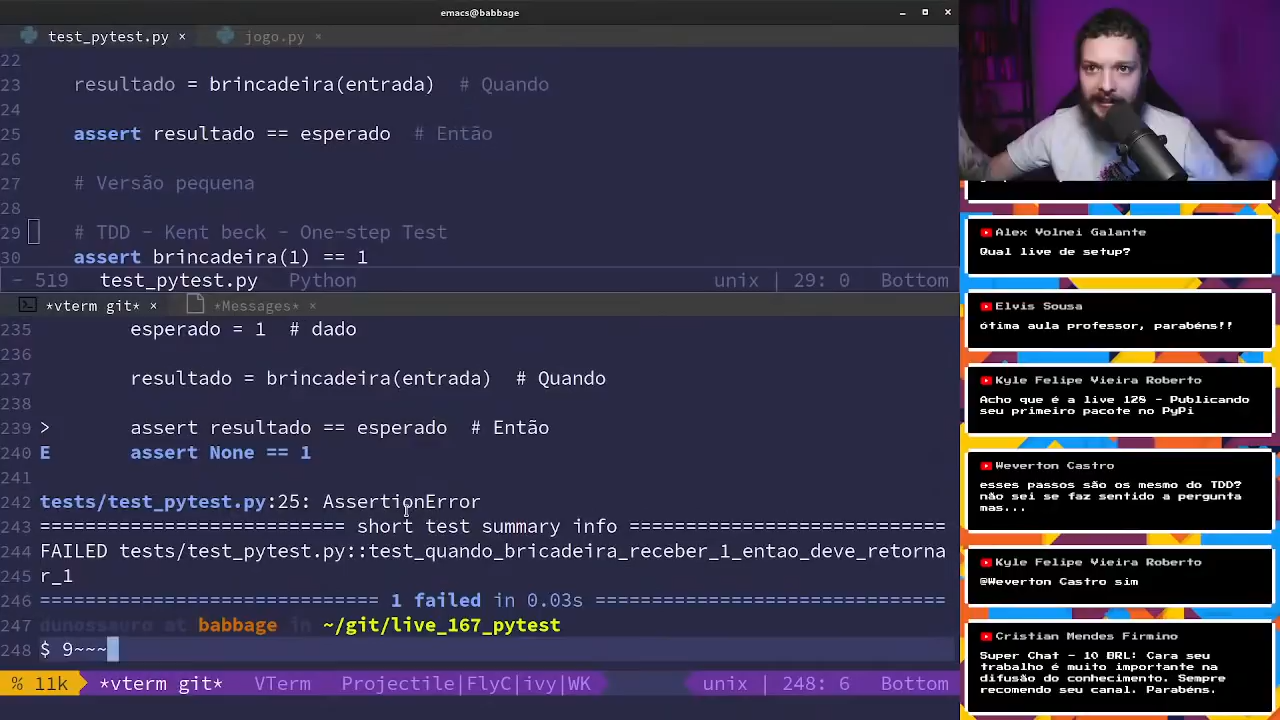 emacs@babbage
test_pytest.py × jogo.py ×
22
23 resultado = brincadeira(entrada) # Quando
24
25 assert resultado == esperado # Então
26
27 # Versão pequena
28
29 # TDD - Kent beck - One-step Test
30 assert brincadeira(1) == 1
- 519 test_pytest.py Python unix | 29: 0 Bottom
*vterm git* × *Messages* ×
235 esperado = 1 # dado
236
237 resultado = brincadeira(entrada) # Quando
238
239 > assert resultado == esperado # Então
240 E assert None == 1
241
242 tests/test_pytest.py:25: AssertionError
243 =========================== short test summary info ============================
244 FAILED tests/test_pytest.py::test_quando_bricadeira_receber_1_entao_deve_retorna
245 r_1
246 ============================== 1 failed in 0.03s ===============================
247 dunossauro at babbage in ~/git/live_167_pytest
248 $ 9~~~
% 11k *vterm git* VTerm Projectile|FlyC|ivy|WK unix | 248: 6 Bottom
Alex Volnei Galante
Qual live de setup?
Elvis Sousa
ótima aula professor, parabéns!!
Kyle Felipe Vieira Roberto
Acho que é a live 128 - Publicando
seu primeiro pacote no PyPi
Weverton Castro
esses passos são os mesmo do TDD?
não sei se faz sentido a pergunta
mas...
Kyle Felipe Vieira Roberto
@Weverton Castro sim
Cristian Mendes Firmino
Super Chat - 10 BRL: Cara seu
trabalho é muito importante na
difusão do conhecimento. Sempre
recomendo seu canal. Parabéns.